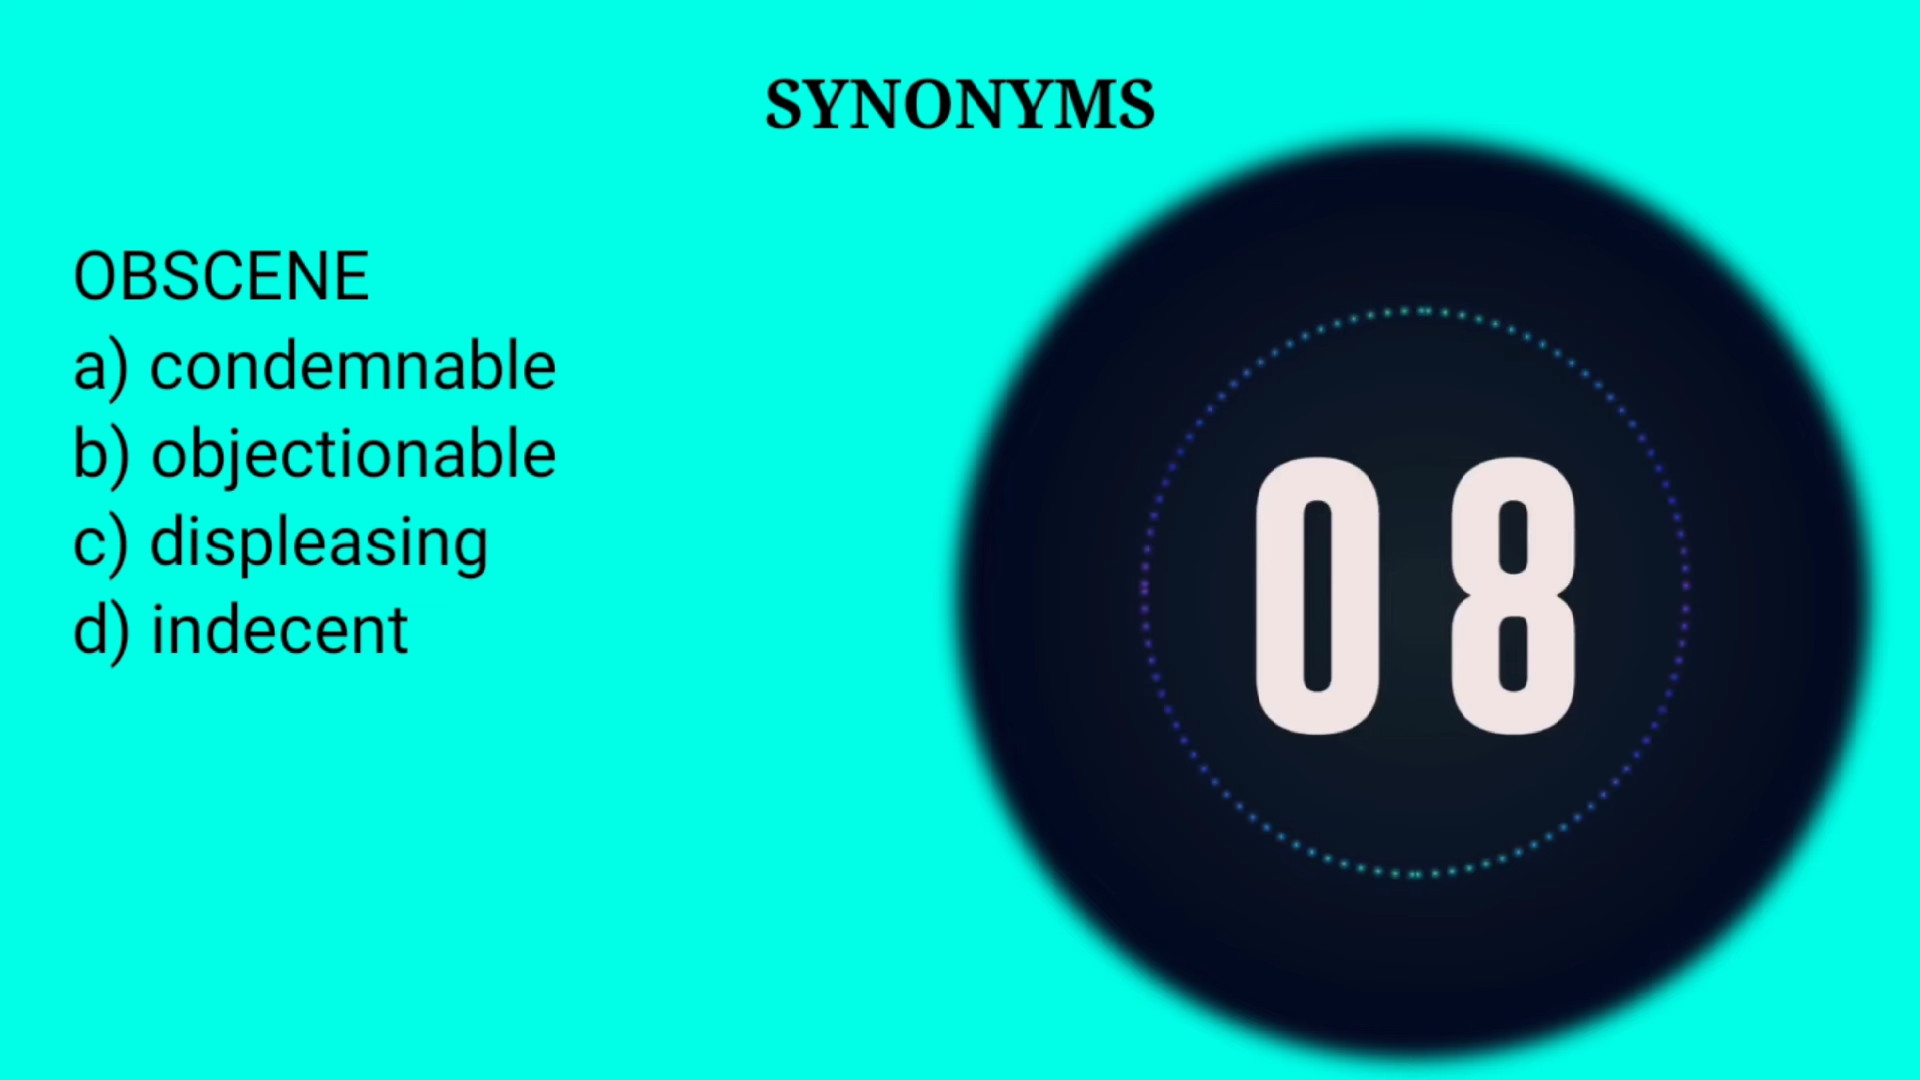 SYNONYMS
OBSCENE
a) condemnable
b) objectionable
c) displeasing
d) indecent
08